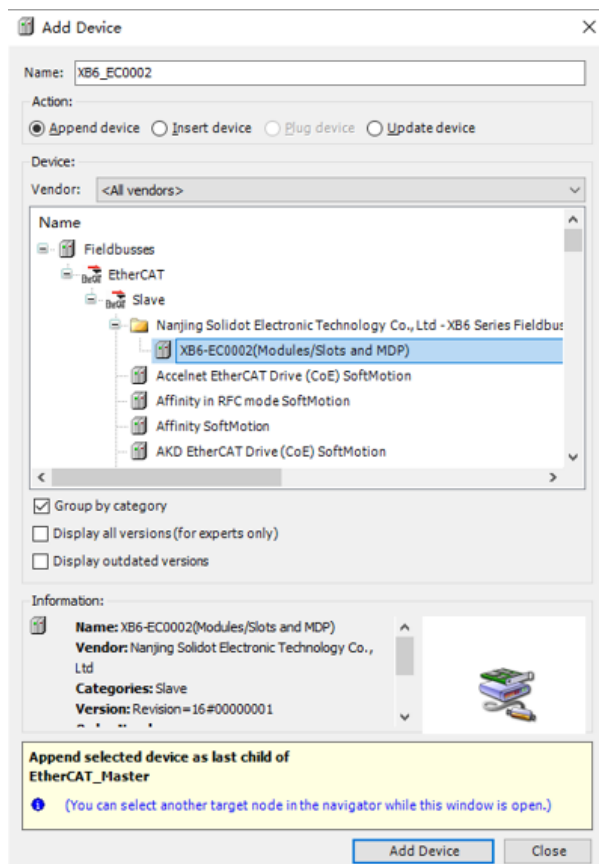 Add Device
Name: XB6_EC0002
Action:
Append device Insert device Plug device Update device
Device:
Vendor: <All vendors>
Name
Fieldbusses
EtherCAT
Slave
Nanjing Solidot Electronic Technology Co., Ltd - XB6 Series Fieldbus
XB6-EC0002(Modules/Slots and MDP)
Accelnet EtherCAT Drive (CoE) SoftMotion
Affinity in RFC mode SoftMotion
Affinity SoftMotion
AKD EtherCAT Drive (CoE) SoftMotion
Group by category
Display all versions (for experts only)
Display outdated versions
Information:
Name: XB6-EC0002(Modules/Slots and MDP)
Vendor: Nanjing Solidot Electronic Technology Co.,
Ltd
Categories: Slave
Version: Revision=16#00000001
Append selected device as last child of
EtherCAT_Master
(You can select another target node in the navigator while this window is open.)
Add Device Close